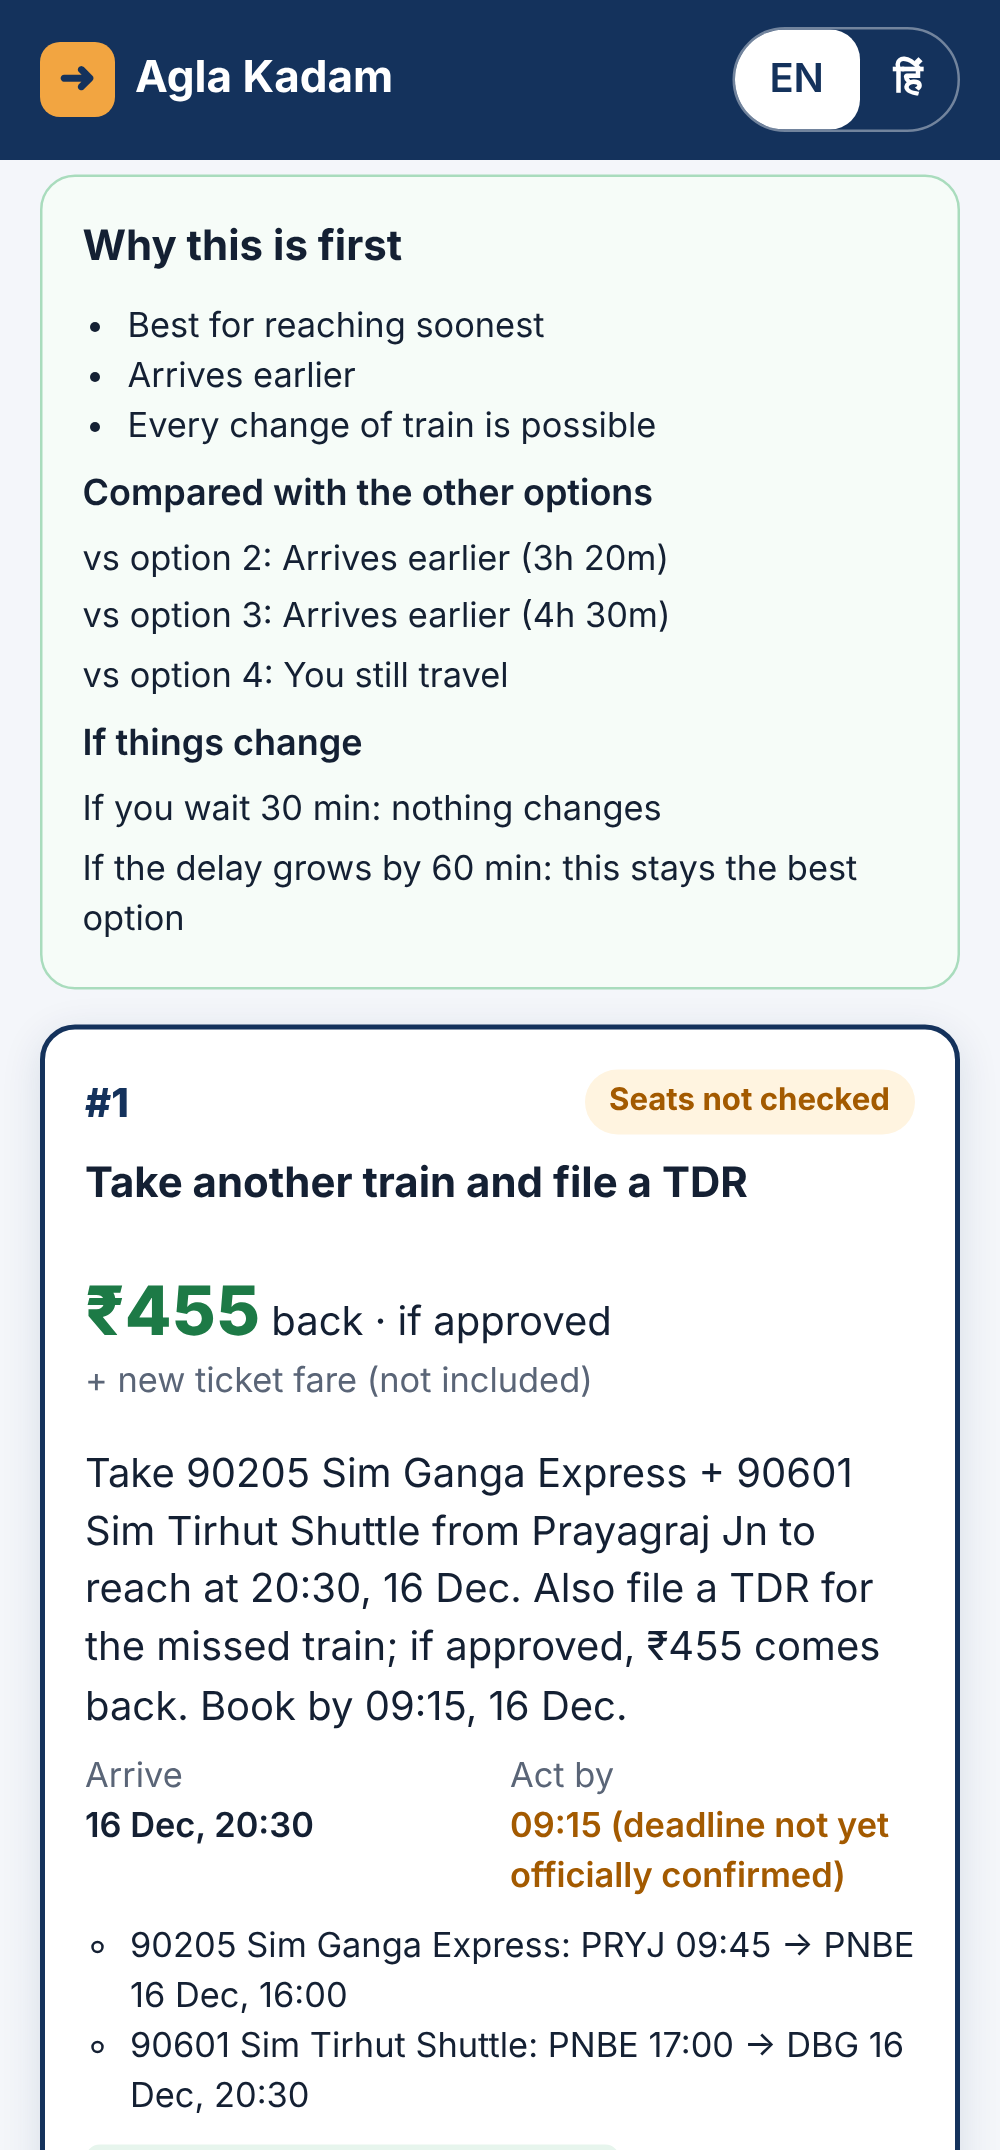 Agla Kadam
EN
हिं
Why this is first
• Best for reaching soonest
• Arrives earlier
• Every change of train is possible
Compared with the other options
vs option 2: Arrives earlier (3h 20m)
vs option 3: Arrives earlier (4h 30m)
vs option 4: You still travel
If things change
If you wait 30 min: nothing changes
If the delay grows by 60 min: this stays the best
option
#1
Seats not checked
Take another train and file a TDR
₹455 back · if approved
+ new ticket fare (not included)
Take 90205 Sim Ganga Express + 90601
Sim Tirhut Shuttle from Prayagraj Jn to
reach at 20:30, 16 Dec. Also file a TDR for
the missed train; if approved, ₹455 comes
back. Book by 09:15, 16 Dec.
Arrive
16 Dec, 20:30
Act by
09:15 (deadline not yet
officially confirmed)
◦ 90205 Sim Ganga Express: PRYJ 09:45 → PNBE
16 Dec, 16:00
◦ 90601 Sim Tirhut Shuttle: PNBE 17:00 → DBG 16
Dec, 20:30